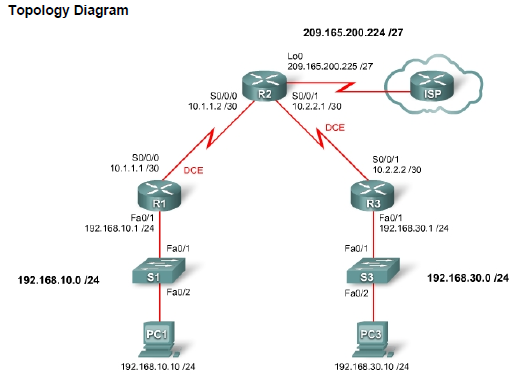 Topology Diagram
209.165.200.224 /27
Lo0
209.165.200.225 /27
R2
ISP
S0/0/0
10.1.1.2 /30
S0/0/1
10.2.2.1 /30
DCE
S0/0/0
10.1.1.1 /30
DCE
S0/0/1
10.2.2.2 /30
R1
R3
Fa0/1
192.168.10.1 /24
Fa0/1
192.168.30.1 /24
Fa0/1
Fa0/1
192.168.10.0 /24
S1
S3
192.168.30.0 /24
Fa0/2
Fa0/2
PC1
PC3
192.168.10.10 /24
192.168.30.10 /24